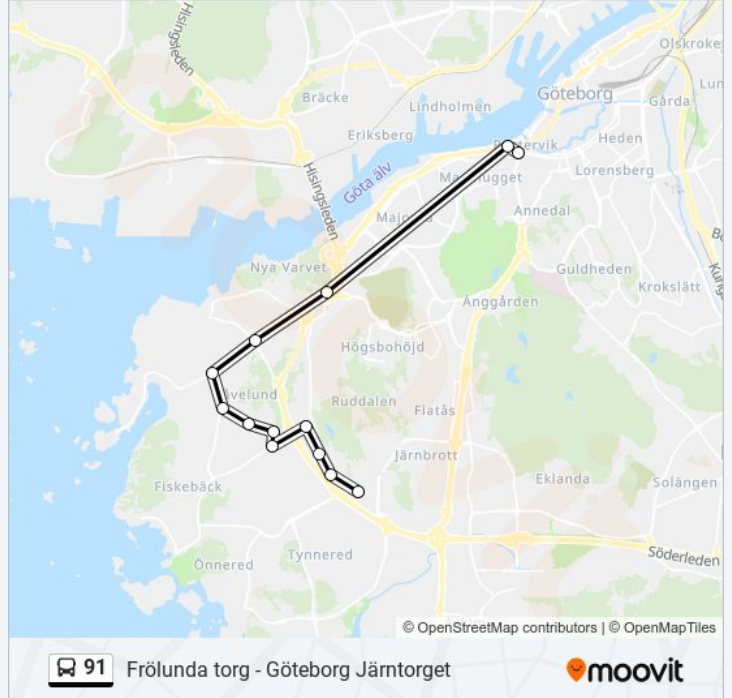 Hisingsleden
Olskroke
Bräcke
Lindholmen
Göteborg
Gårda
Lun
Eriksberg
Heden
Lorensberg
Göta älv
Hisingsleden
Annedal
Nya Varvet
Guldheden
Krokslätt
Änggården
Högsbohöjd
Ruddalen
Flatås
Järnbrott
Fiskebäck
Eklanda
Solängen
Önnered
Tynnered
Söderleden
© OpenStreetMap contributors | © OpenMapTiles
91 Frölunda torg - Göteborg Järntorget
moovit